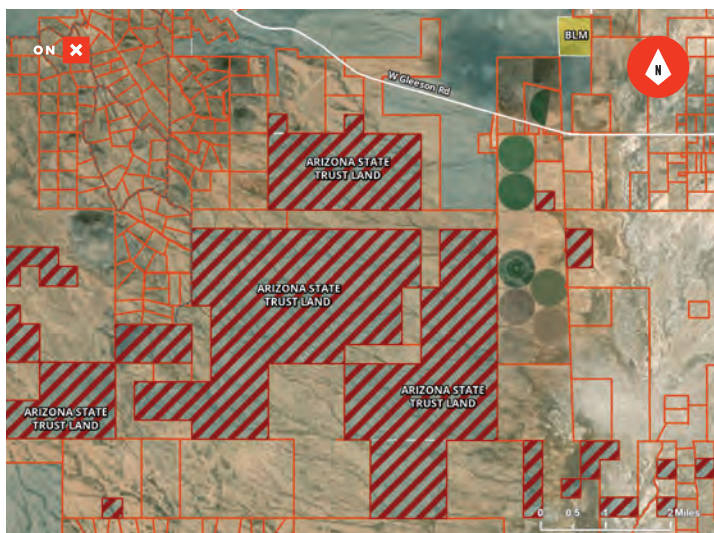 ON X
BLM
N
W Gleeson Rd
ARIZONA STATE
TRUST LAND
ARIZONA STATE
TRUST LAND
ARIZONA STATE
TRUST LAND
ARIZONA STATE
TRUST LAND
0 0.5 1 2 Miles